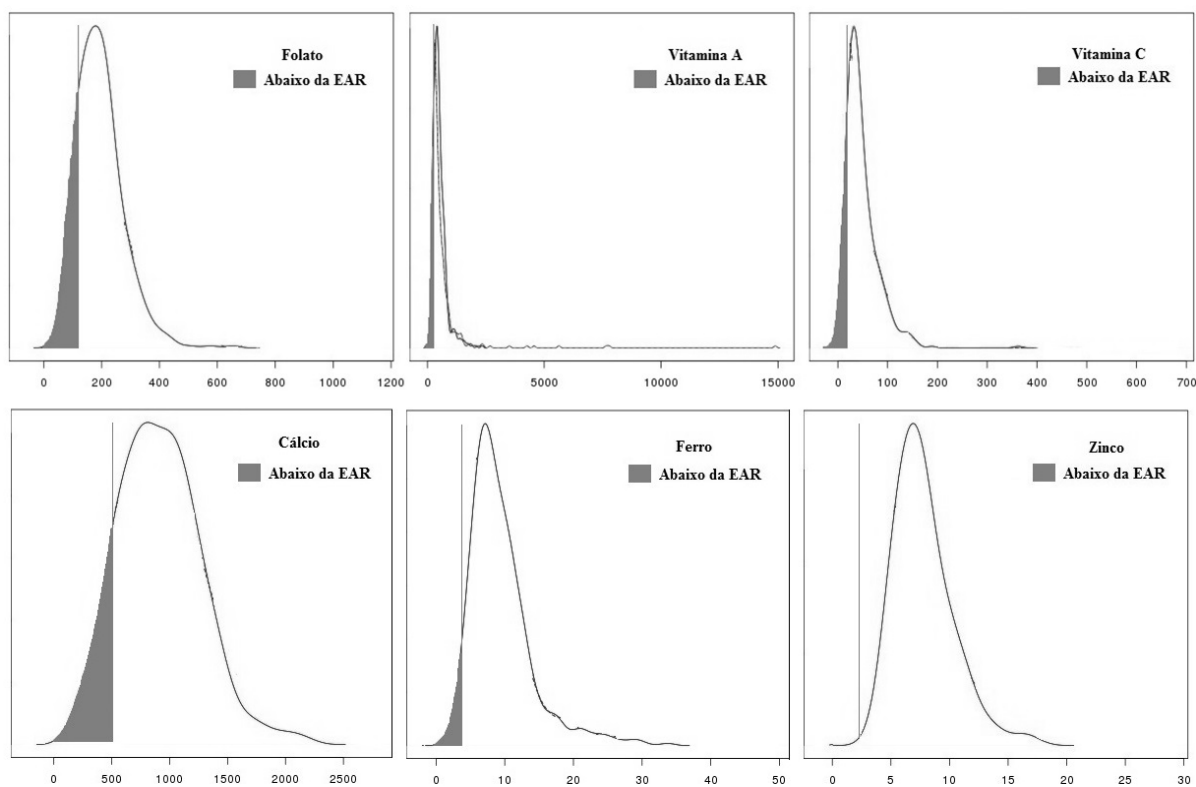 Folato
Abaixo da EAR
0 200 400 600 800 1000 1200
Vitamina A
Abaixo da EAR
0 5000 10000 15000
Vitamina C
Abaixo da EAR
0 100 200 300 400 500 600 700
Cálcio
Abaixo da EAR
0 500 1000 1500 2000 2500
Ferro
Abaixo da EAR
0 10 20 30 40 50
Zinco
Abaixo da EAR
0 5 10 15 20 25 30